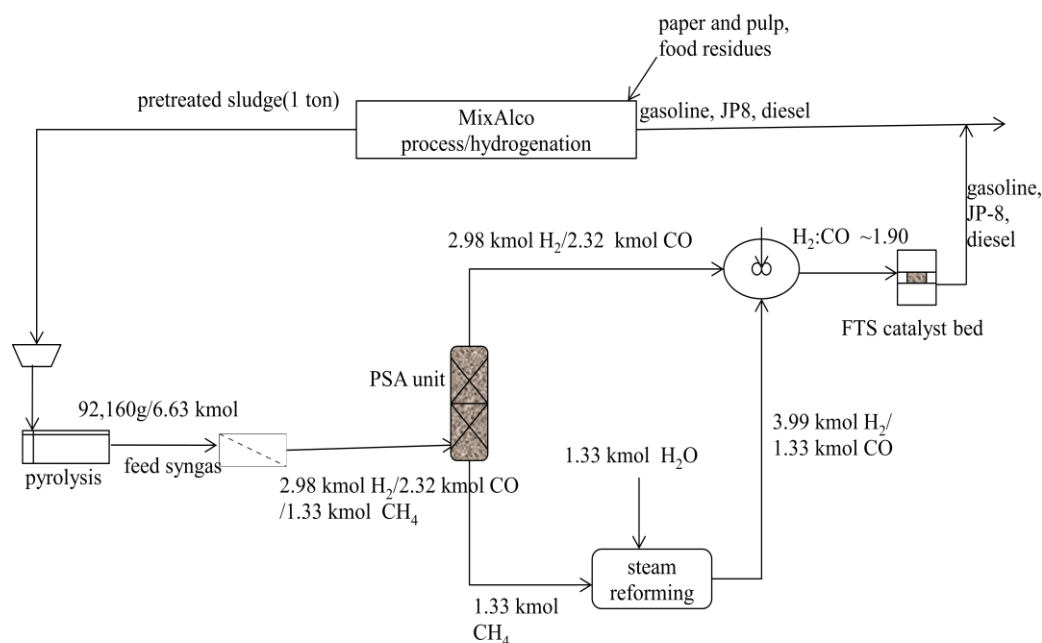 paper and pulp,
food residues
pretreated sludge(1 ton)
MixAlco
process/hydrogenation
gasoline, JP8, diesel
gasoline,
JP-8,
diesel
2.98 kmol H₂/2.32 kmol CO
H₂:CO ~1.90
FTS catalyst bed
PSA unit
92,160g/6.63 kmol
pyrolysis
feed syngas
2.98 kmol H₂/2.32 kmol CO
/1.33 kmol CH₄
1.33 kmol H₂O
3.99 kmol H₂/
1.33 kmol CO
steam
reforming
1.33 kmol
CH₄